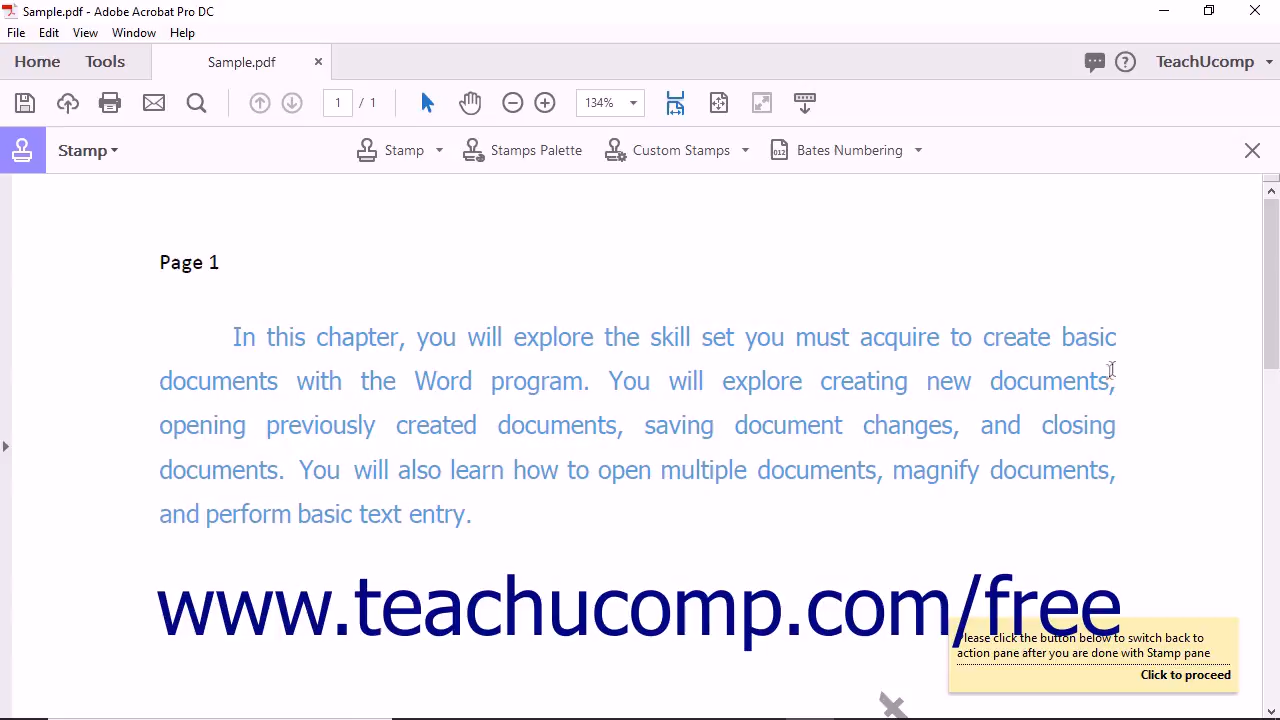 Sample.pdf - Adobe Acrobat Pro DC
File Edit View Window Help
Home Tools Sample.pdf × TeachUcomp
1 / 1 134%
Stamp Stamp Stamps Palette Custom Stamps 012 Bates Numbering
Page 1
In this chapter, you will explore the skill set you must acquire to create basic
documents with the Word program. You will explore creating new documents,
opening previously created documents, saving document changes, and closing
documents. You will also learn how to open multiple documents, magnify documents,
and perform basic text entry.
www.teachucomp.com/free
Please click the button below to switch back to
action pane after you are done with Stamp pane
Click to proceed